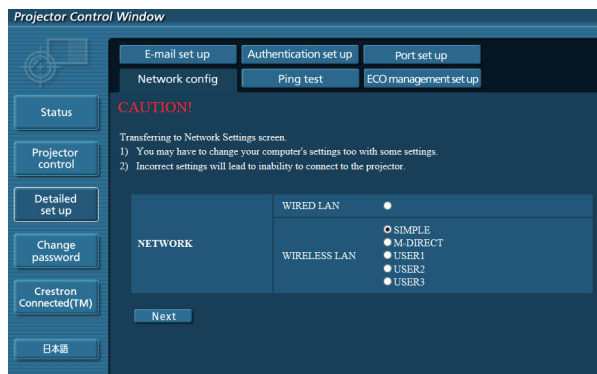 Projector Control Window
E-mail set up
Authentication set up
Port set up
Network config
Ping test
ECO management set up
Status
Projector
control
Detailed
set up
Change
password
Crestron
Connected(TM)
日本語
CAUTION!
Transferring to Network Settings screen.
1) You may have to change your computer's settings too with some settings.
2) Incorrect settings will lead to inability to connect to the projector.
NETWORK
WIRED LAN
WIRELESS LAN
SIMPLE
M-DIRECT
USER1
USER2
USER3
Next